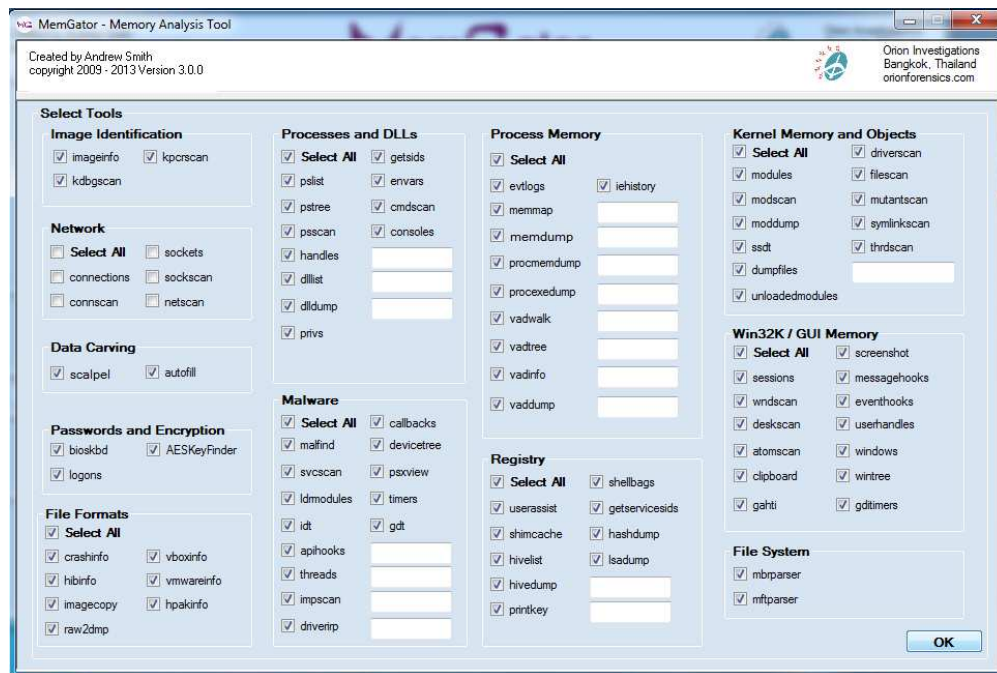 MemGator - Memory Analysis Tool
Created by Andrew Smith
copyright 2009 - 2013 Version 3.0.0
Orion Investigations
Bangkok, Thailand
orionforensics.com
Select Tools
Image Identification
imageinfo
kpcrscan
kdbgscan
Network
Select All
sockets
connections
sockscan
connscan
netscan
Data Carving
scalpel
autofill
Passwords and Encryption
bioskbd
AESKeyFinder
logons
File Formats
Select All
crashinfo
vboxinfo
hibinfo
vmwareinfo
imagecopy
hpakinfo
raw2dmp
Processes and DLLs
Select All
getsids
pslist
envars
pstree
cmdscan
psscan
consoles
handles
dlllist
dlldump
privs
Malware
Select All
callbacks
malfind
devicetree
svcscan
psxview
ldrmodules
timers
idt
gdt
apihooks
threads
impscan
driverirp
Process Memory
Select All
evtlogs
iehistory
memmap
memdump
procmemdump
procexedump
vadwalk
vadtree
vadinfo
vaddump
Registry
Select All
shellbags
userassist
getservicesids
shimcache
hashdump
hivelist
lsadump
hivedump
printkey
Kernel Memory and Objects
Select All
driverscan
modules
filescan
modscan
mutantscan
moddump
symlinkscan
ssdt
thrdscan
dumpfiles
unloadedmodules
Win32K / GUI Memory
Select All
screenshot
sessions
messagehooks
wndscan
eventhooks
deskscan
userhandles
atomscan
windows
clipboard
wintree
gahti
gditimers
File System
mbrparser
mftparser
OK